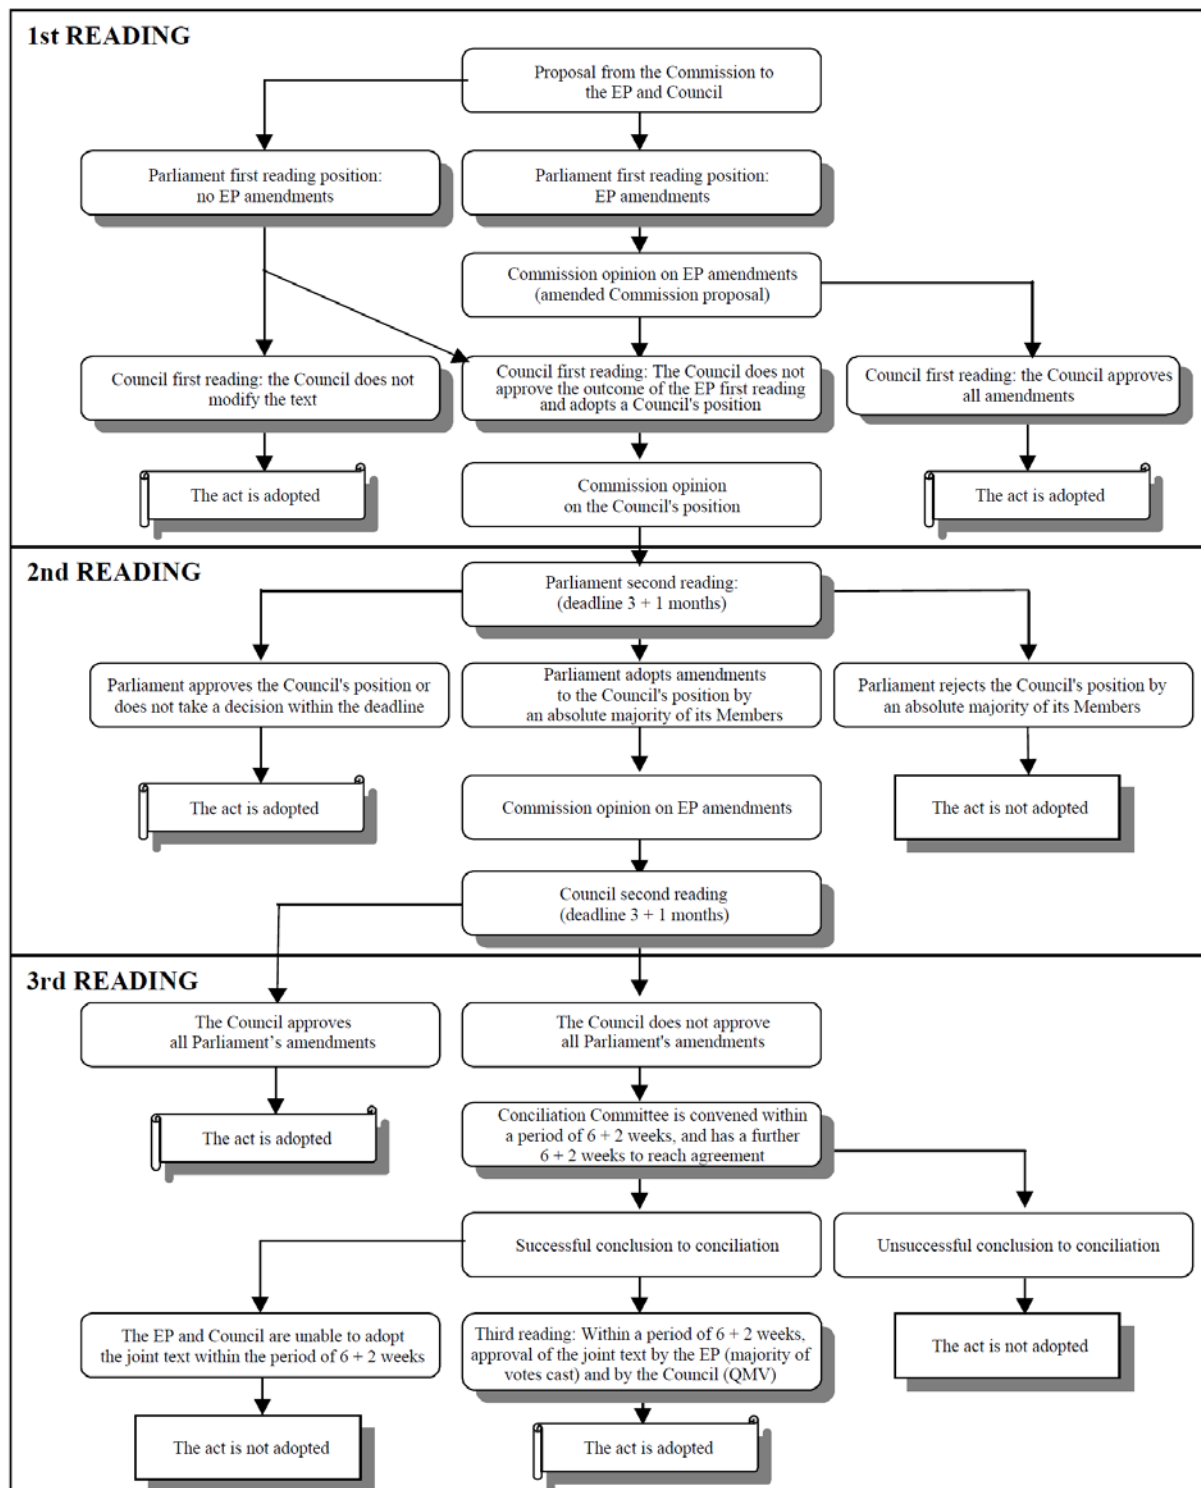 1st READING
Proposal from the Commission to
the EP and Council
Parliament first reading position:
no EP amendments
Parliament first reading position:
EP amendments
Commission opinion on EP amendments
(amended Commission proposal)
Council first reading: the Council does not
modify the text
Council first reading: The Council does not
approve the outcome of the EP first reading
and adopts a Council's position
Council first reading: the Council approves
all amendments
The act is adopted
Commission opinion
on the Council's position
The act is adopted
2nd READING
Parliament second reading:
(deadline 3 + 1 months)
Parliament approves the Council's position or
does not take a decision within the deadline
Parliament adopts amendments
to the Council's position by
an absolute majority of its Members
Parliament rejects the Council's position by
an absolute majority of its Members
The act is adopted
Commission opinion on EP amendments
The act is not adopted
Council second reading
(deadline 3 + 1 months)
3rd READING
The Council approves
all Parliament’s amendments
The Council does not approve
all Parliament's amendments
The act is adopted
Conciliation Committee is convened within
a period of 6 + 2 weeks, and has a further
6 + 2 weeks to reach agreement
Successful conclusion to conciliation
Unsuccessful conclusion to conciliation
The EP and Council are unable to adopt
the joint text within the period of 6 + 2 weeks
Third reading: Within a period of 6 + 2 weeks,
approval of the joint text by the EP (majority of
votes cast) and by the Council (QMV)
The act is not adopted
The act is not adopted
The act is adopted